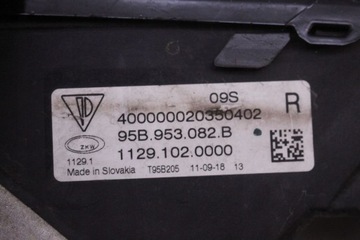 09S
400000020350402 R
95B.953.082.B
ZKW
1129.102.0000
1129.1
Made in Slovakia T95B205 11-09-18 13